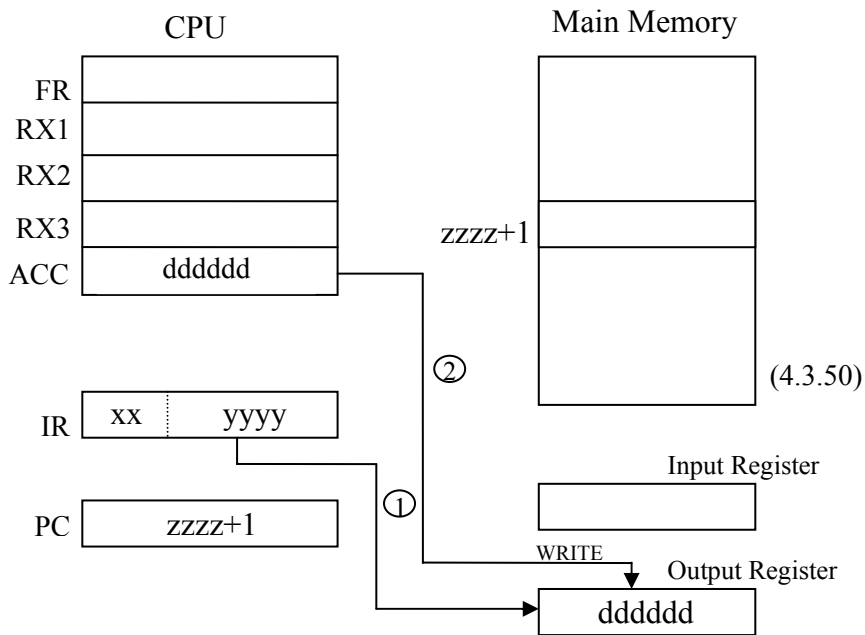 CPU
Main Memory
FR
RX1
RX2
RX3
ACC
dddddd
zzzz+1
(4.3.50)
2
IR
xx
yyyy
1
PC
zzzz+1
Input Register
WRITE
Output Register
dddddd